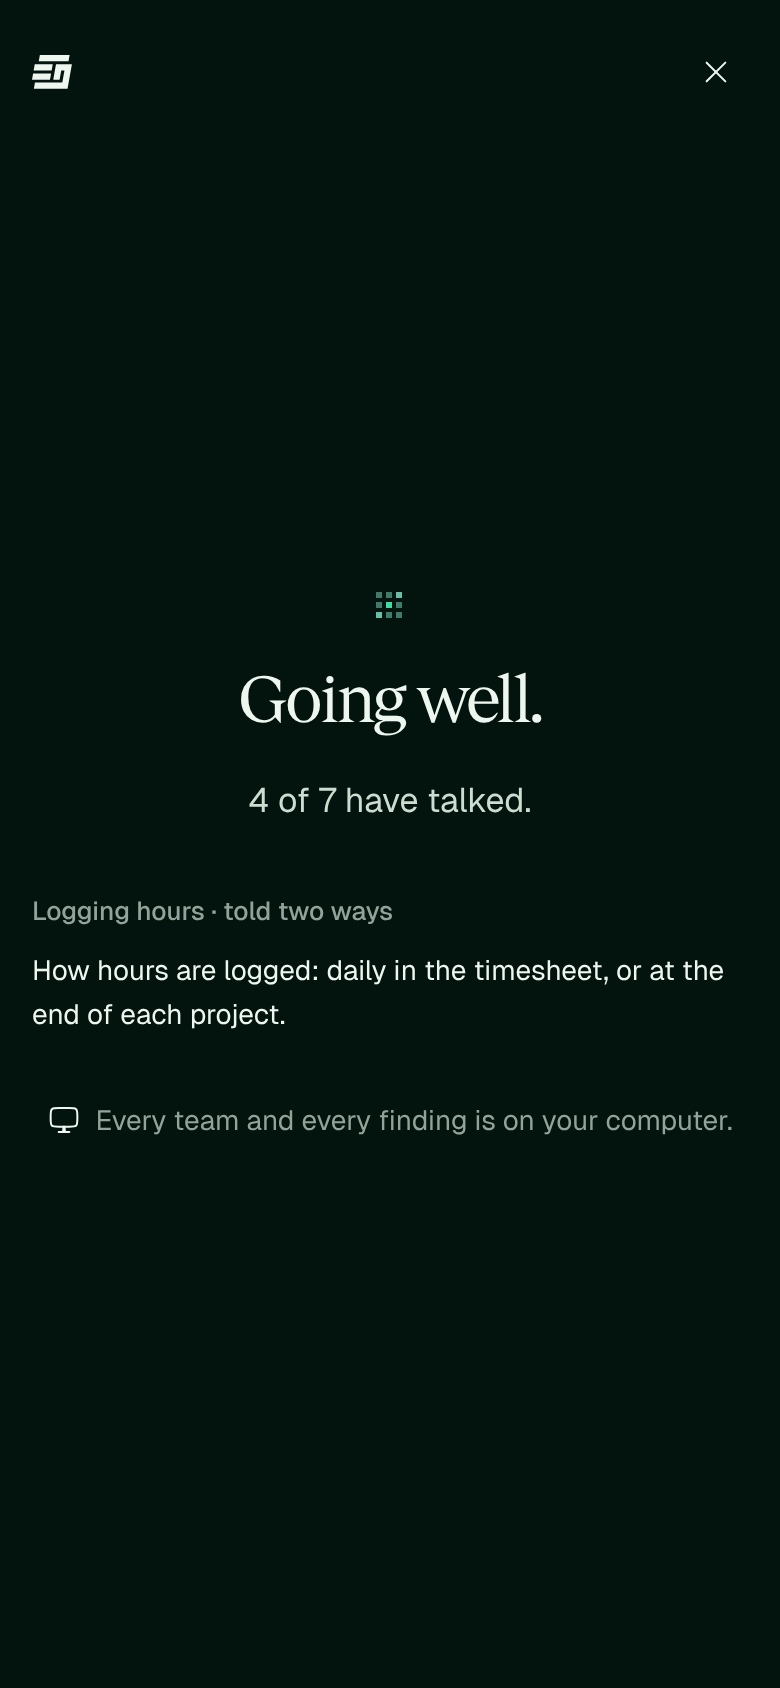 Going well.
4 of 7 have talked.
Logging hours · told two ways
How hours are logged: daily in the timesheet, or at the
end of each project.
Every team and every finding is on your computer.